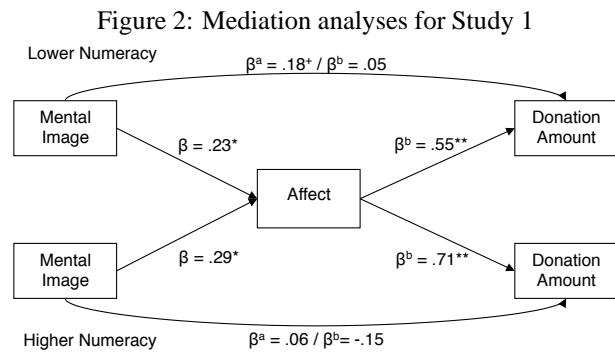 Figure 2: Mediation analyses for Study 1
Lower Numeracy
βᵃ = .18⁺ / βᵇ = .05
Mental
Image
Donation
Amount
β = .23*
βᵇ = .55**
Affect
β = .29*
βᵇ = .71**
Mental
Image
Donation
Amount
Higher Numeracy
βᵃ = .06 / βᵇ= -.15